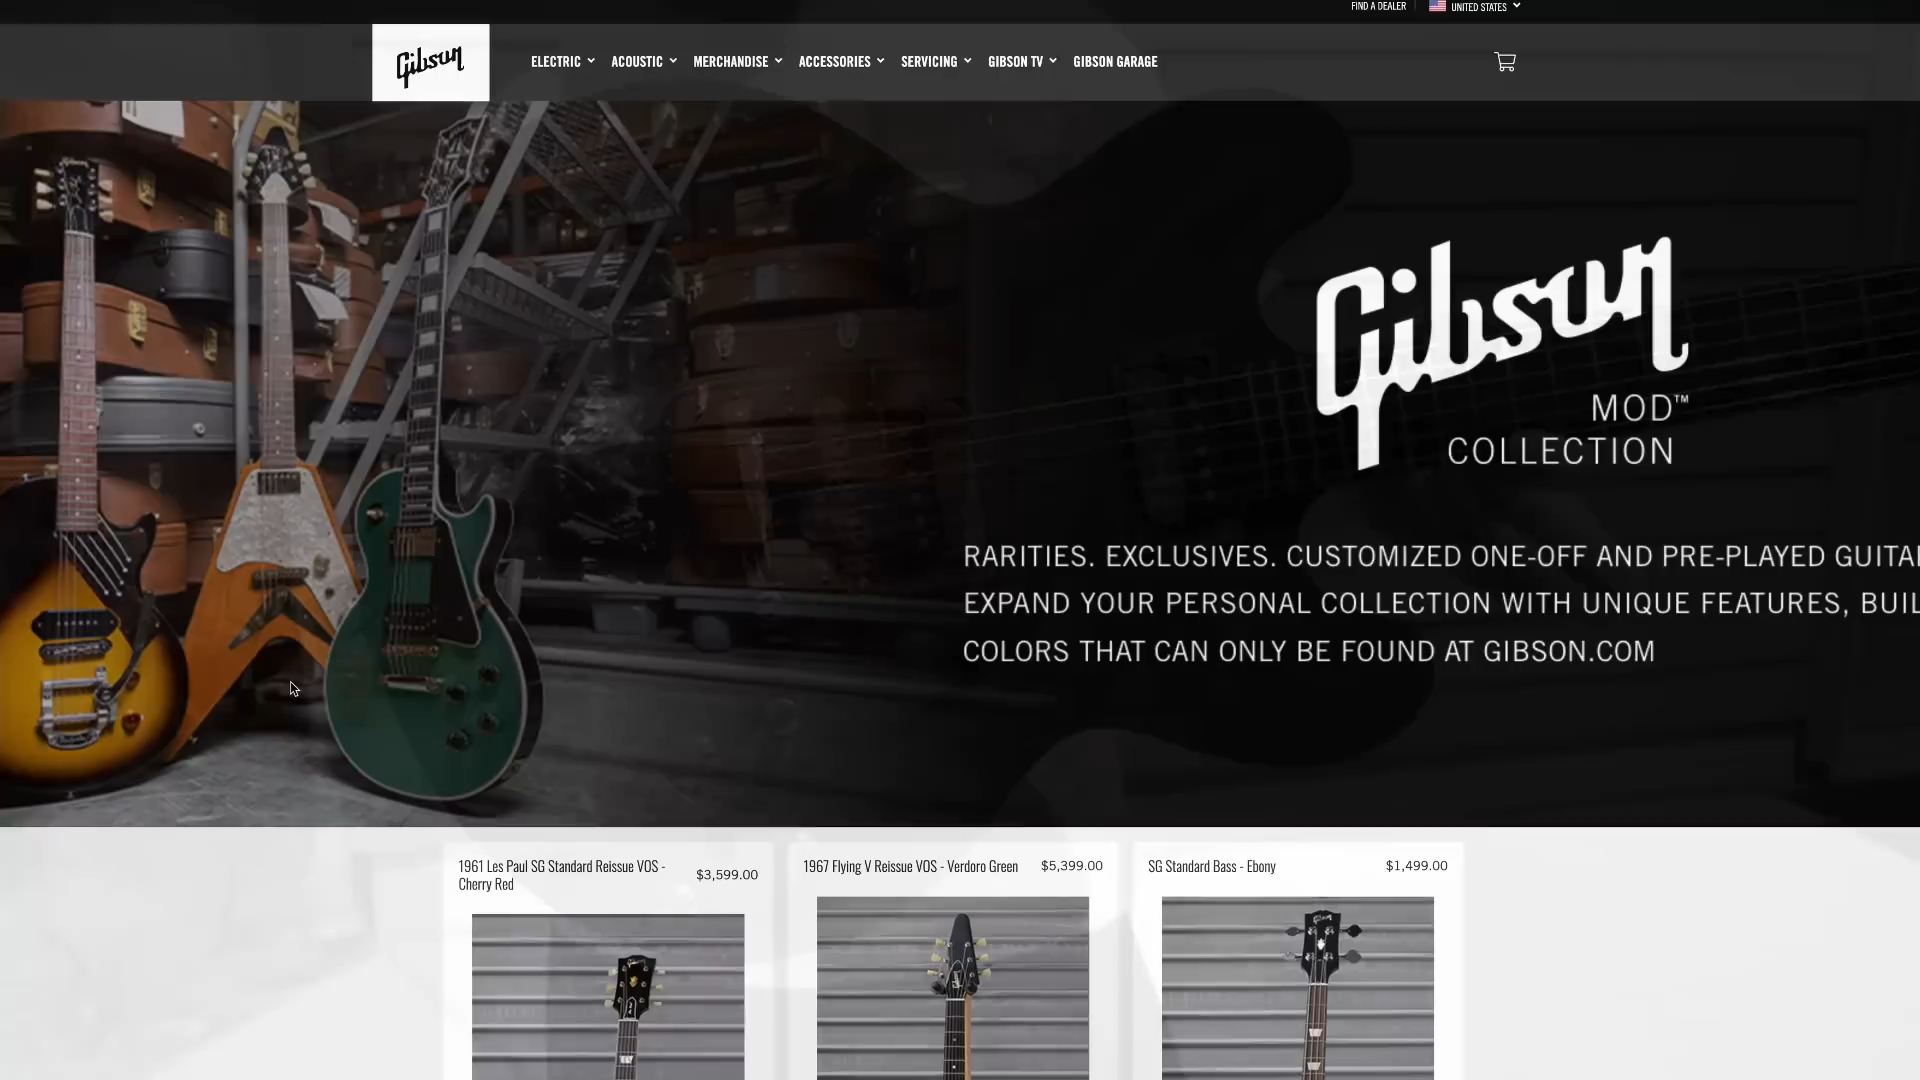 FIND A DEALER
UNITED STATES
Gibson
ELECTRIC ACOUSTIC MERCHANDISE ACCESSORIES SERVICING GIBSON TV GIBSON GARAGE
Gibson
MOD™
COLLECTION
RARITIES. EXCLUSIVES. CUSTOMIZED ONE-OFF AND PRE-PLAYED
EXPAND YOUR PERSONAL COLLECTION WITH UNIQUE FEATURES,
COLORS THAT CAN ONLY BE FOUND AT GIBSON.COM
1961 Les Paul SG Standard Reissue VOS -
Cherry Red
$3,599.00
1967 Flying V Reissue VOS - Verdoro Green
$5,399.00
SG Standard Bass - Ebony
$1,499.00
Gibson